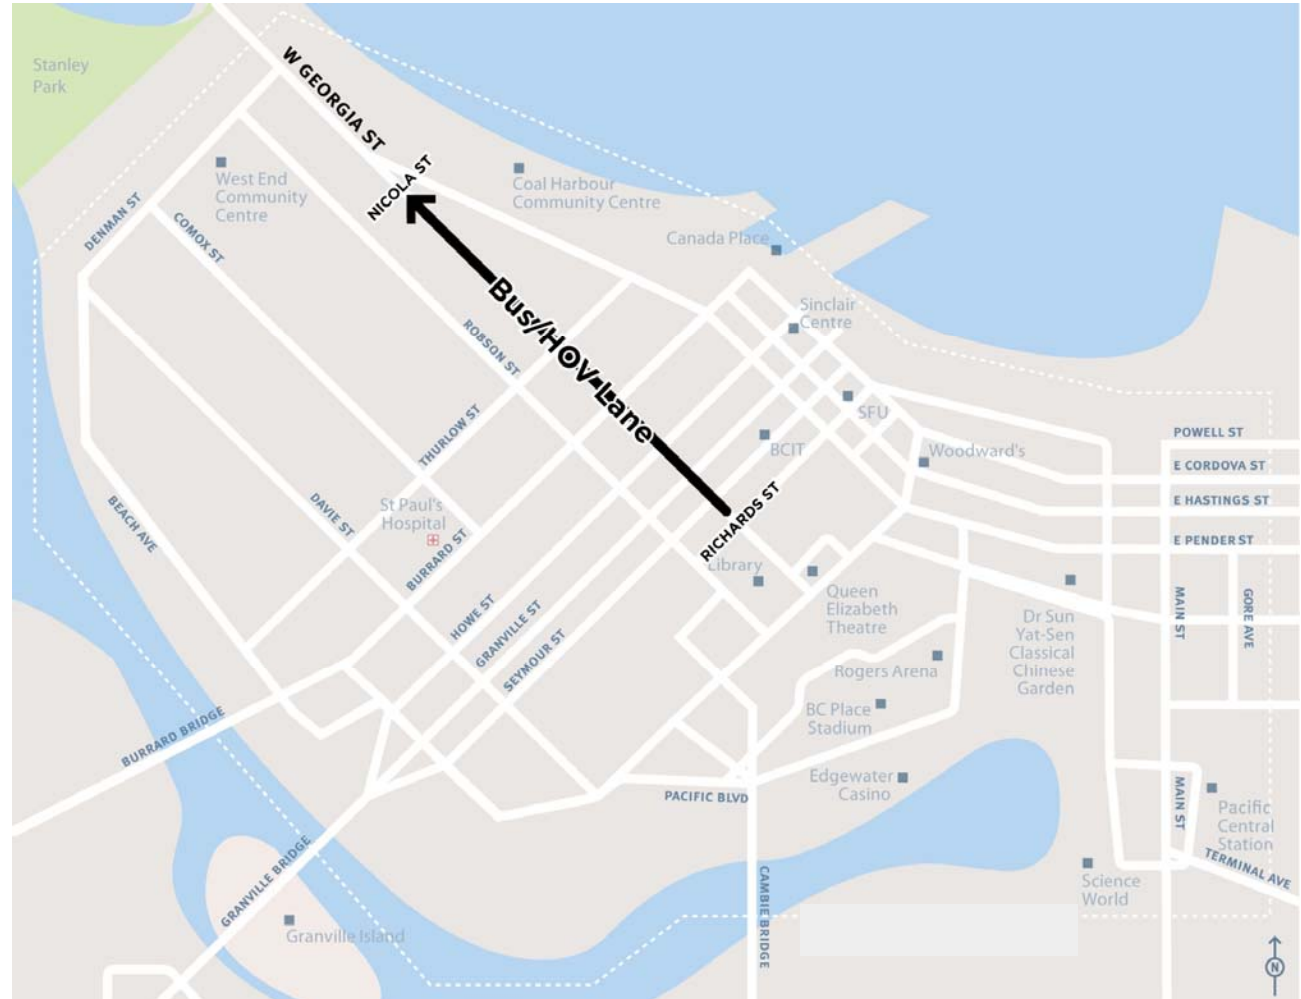 Stanley
Park
W GEORGIA ST
NICOLA ST
West End
Community
Centre
Coal Harbour
Community Centre
DENMAN ST
COMOX ST
Canada Place
Bus/HOV Lane
Sinclair
Centre
ROBSON ST
SFU
THURLOW ST
BCIT
Woodward's
POWELL ST
E CORDOVA ST
E HASTINGS ST
E PENDER ST
BEACH AVE
DAVIE ST
St Paul's
Hospital
BURRARD ST
RICHARDS ST
Library
Queen
Elizabeth
Theatre
HOWE ST
GRANVILLE ST
SEYMOUR ST
Dr Sun
Yat-Sen
Classical
Chinese
Garden
MAIN ST
GORE AVE
Rogers Arena
BC Place
Stadium
BURRARD BRIDGE
Edgewater
Casino
PACIFIC BLVD
MAIN ST
Pacific
Central
Station
TERMINAL AVE
GRANVILLE BRIDGE
CAMBIE BRIDGE
Science
World
Granville Island
N